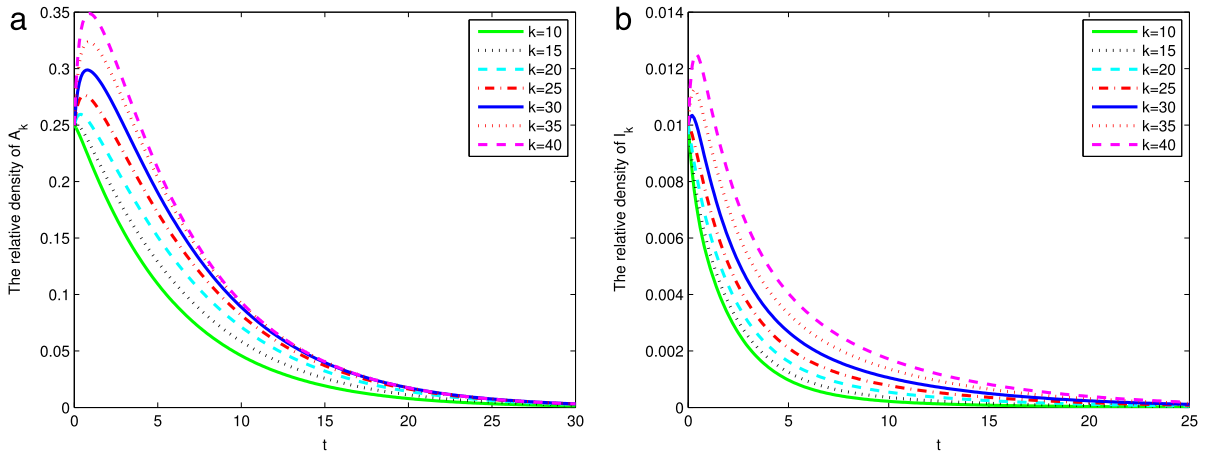 a
The relative density of A_k
0.35
0.3
0.25
0.2
0.15
0.1
0.05
0
0
5
10
15
20
25
30
t
k=10
k=15
k=20
k=25
k=30
k=35
k=40
b
The relative density of I_k
0.014
0.012
0.01
0.008
0.006
0.004
0.002
0
0
5
10
15
20
25
t
k=10
k=15
k=20
k=25
k=30
k=35
k=40